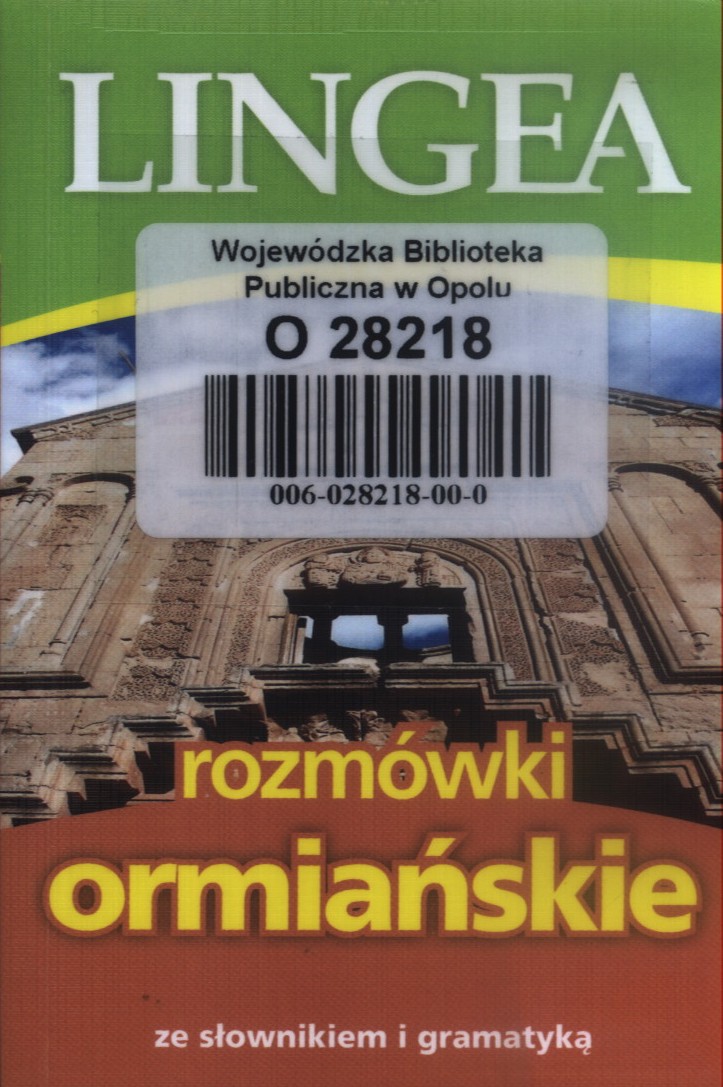 LINGEA
Wojewódzka Biblioteka
Publiczna w Opolu
O 28218
006-028218-00-0
rozmówki
ormiańskie
ze słownikiem i gramatyką